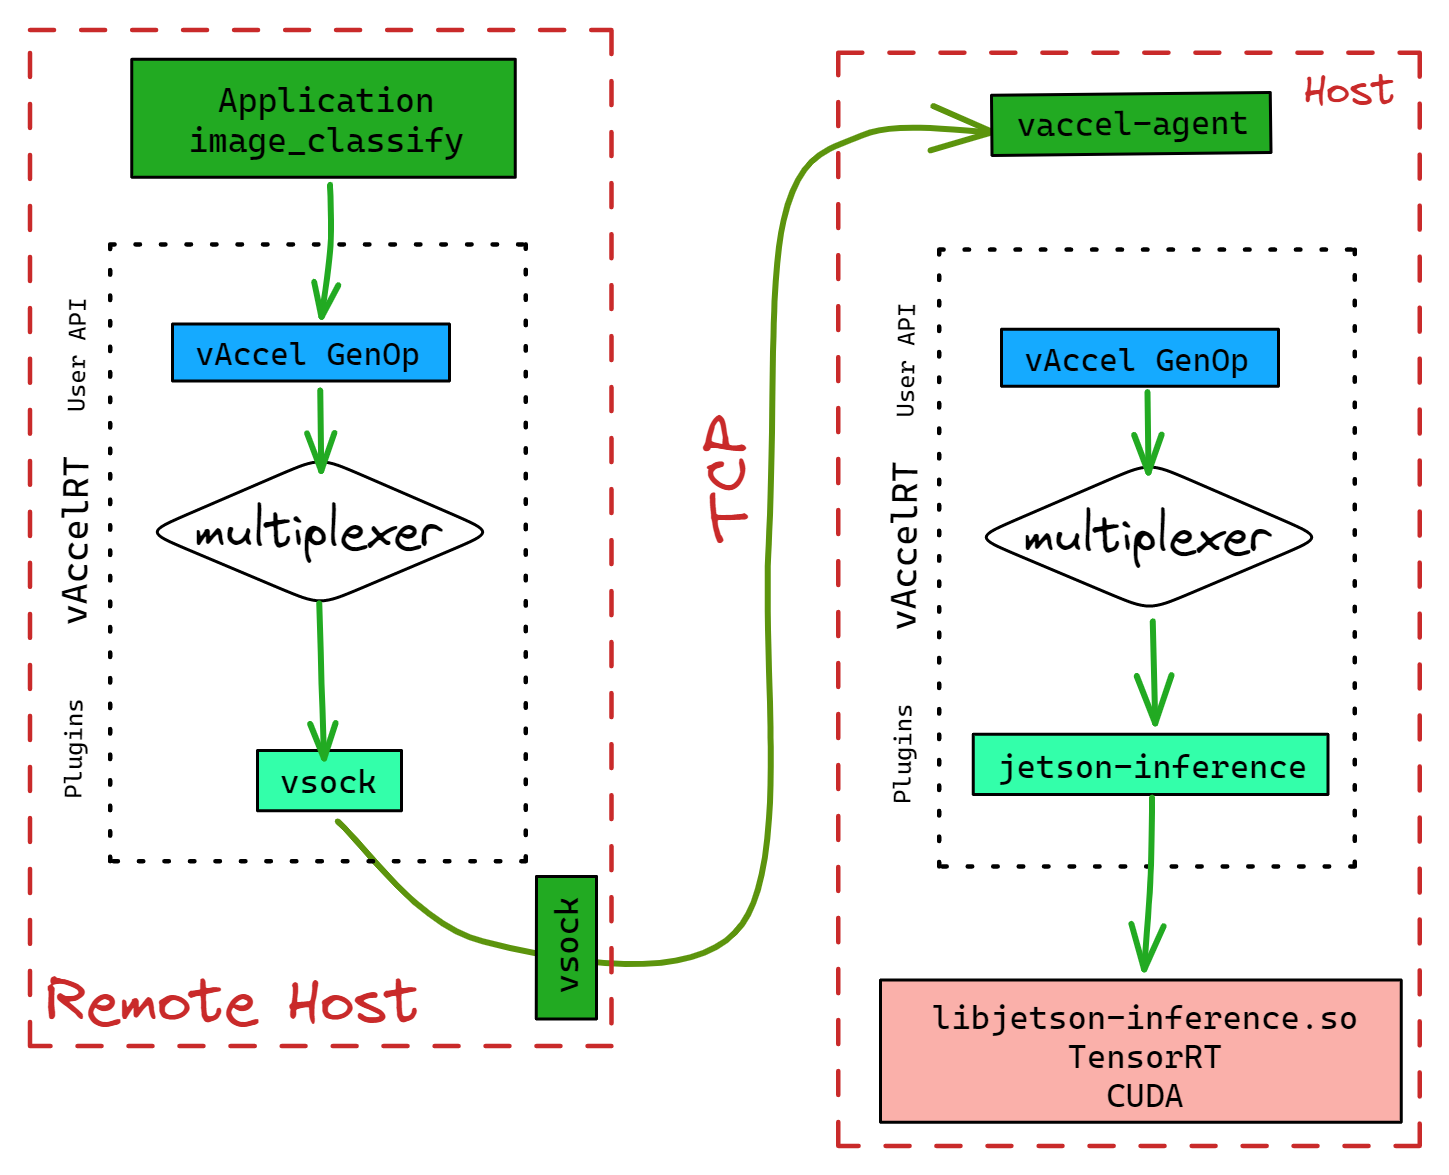 Application
image_classify
User API
vAccel GenOp
vAccelRT
multiplexer
Plugins
vsock
vsock
Remote Host
TCP
Host
vaccel-agent
User API
vAccel GenOp
vAccelRT
multiplexer
Plugins
jetson-inference
libjetson-inference.so
TensorRT
CUDA